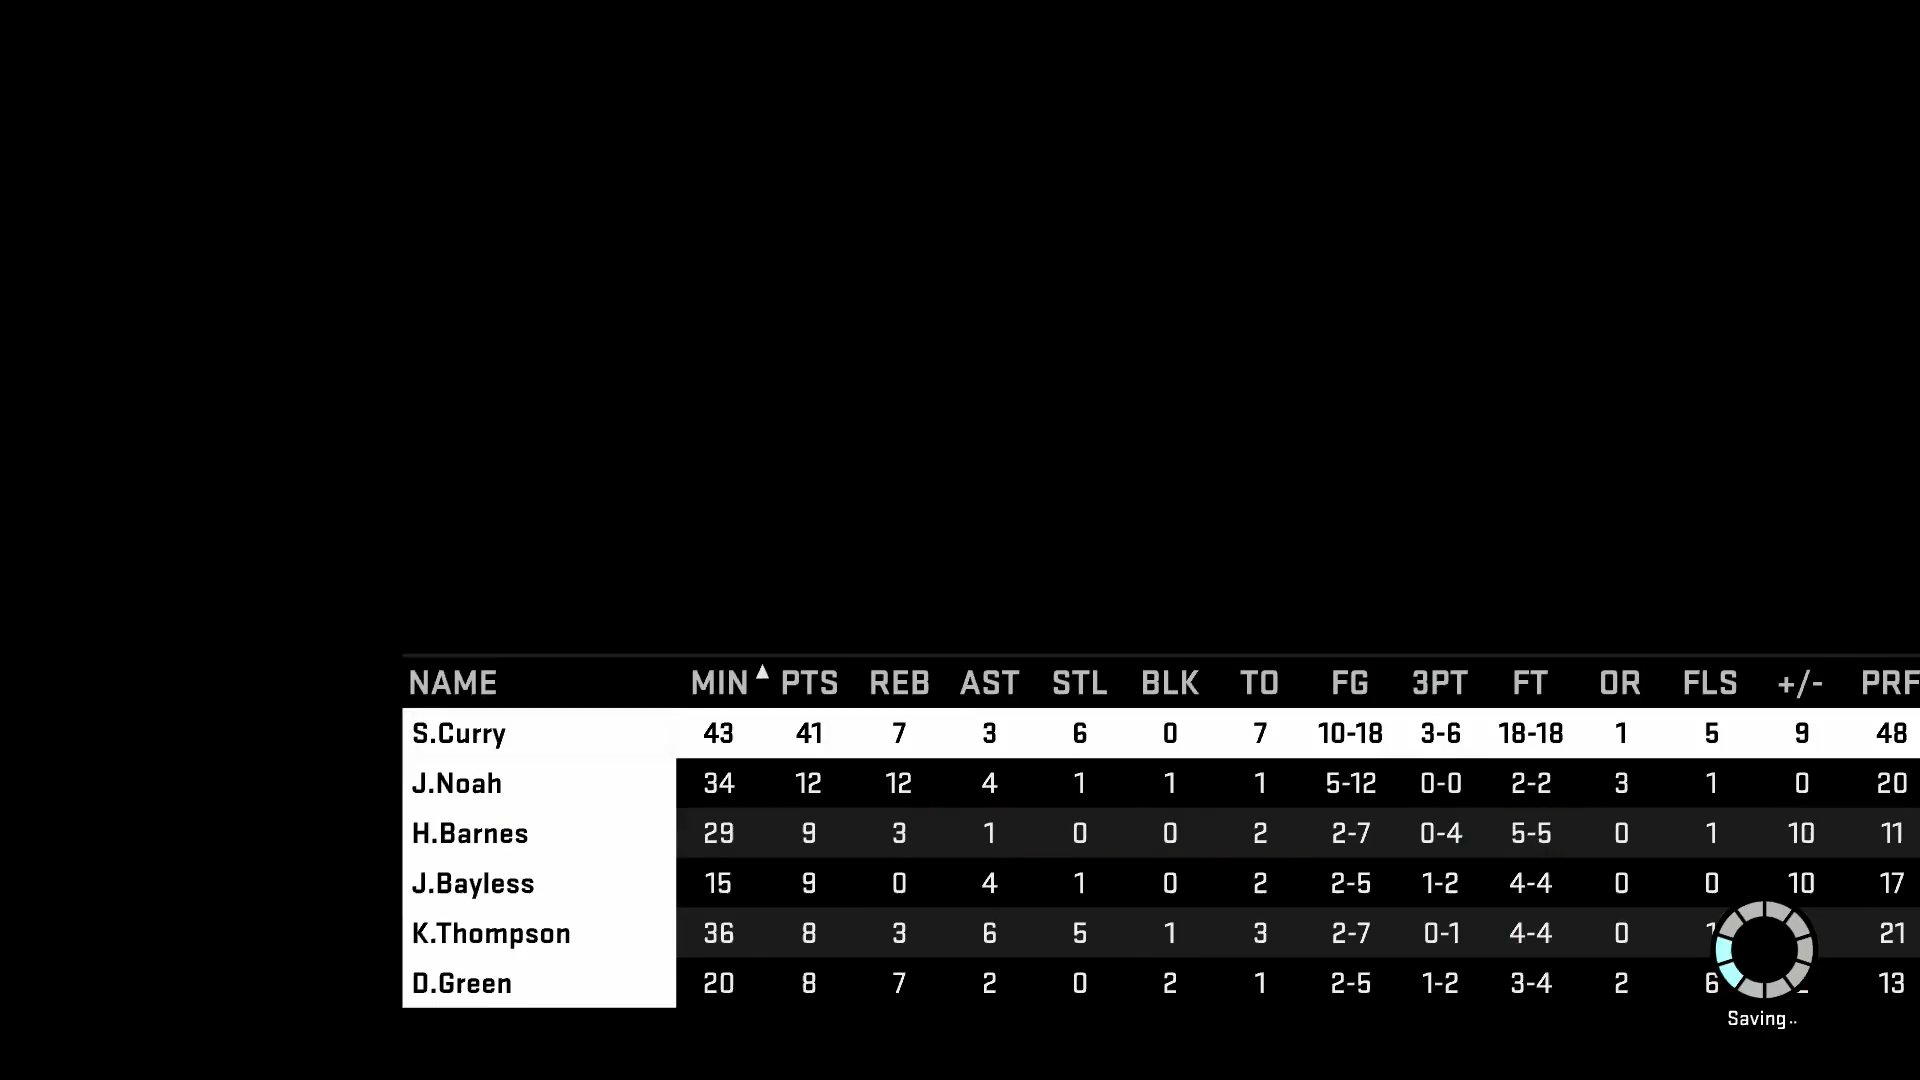 NAME MIN ▲ PTS REB AST STL BLK TO FG 3PT FT OR FLS +/- PRF
S.Curry 43 41 7 3 6 0 7 10-18 3-6 18-18 1 5 9 48
J.Noah 34 12 12 4 1 1 1 5-12 0-0 2-2 3 1 0 20
H.Barnes 29 9 3 1 0 0 2 2-7 0-4 5-5 0 1 10 11
J.Bayless 15 9 0 4 1 0 2 2-5 1-2 4-4 0 0 10 17
K.Thompson 36 8 3 6 5 1 3 2-7 0-1 4-4 0 21
D.Green 20 8 7 2 0 2 1 2-5 1-2 3-4 2 6 13
Saving..